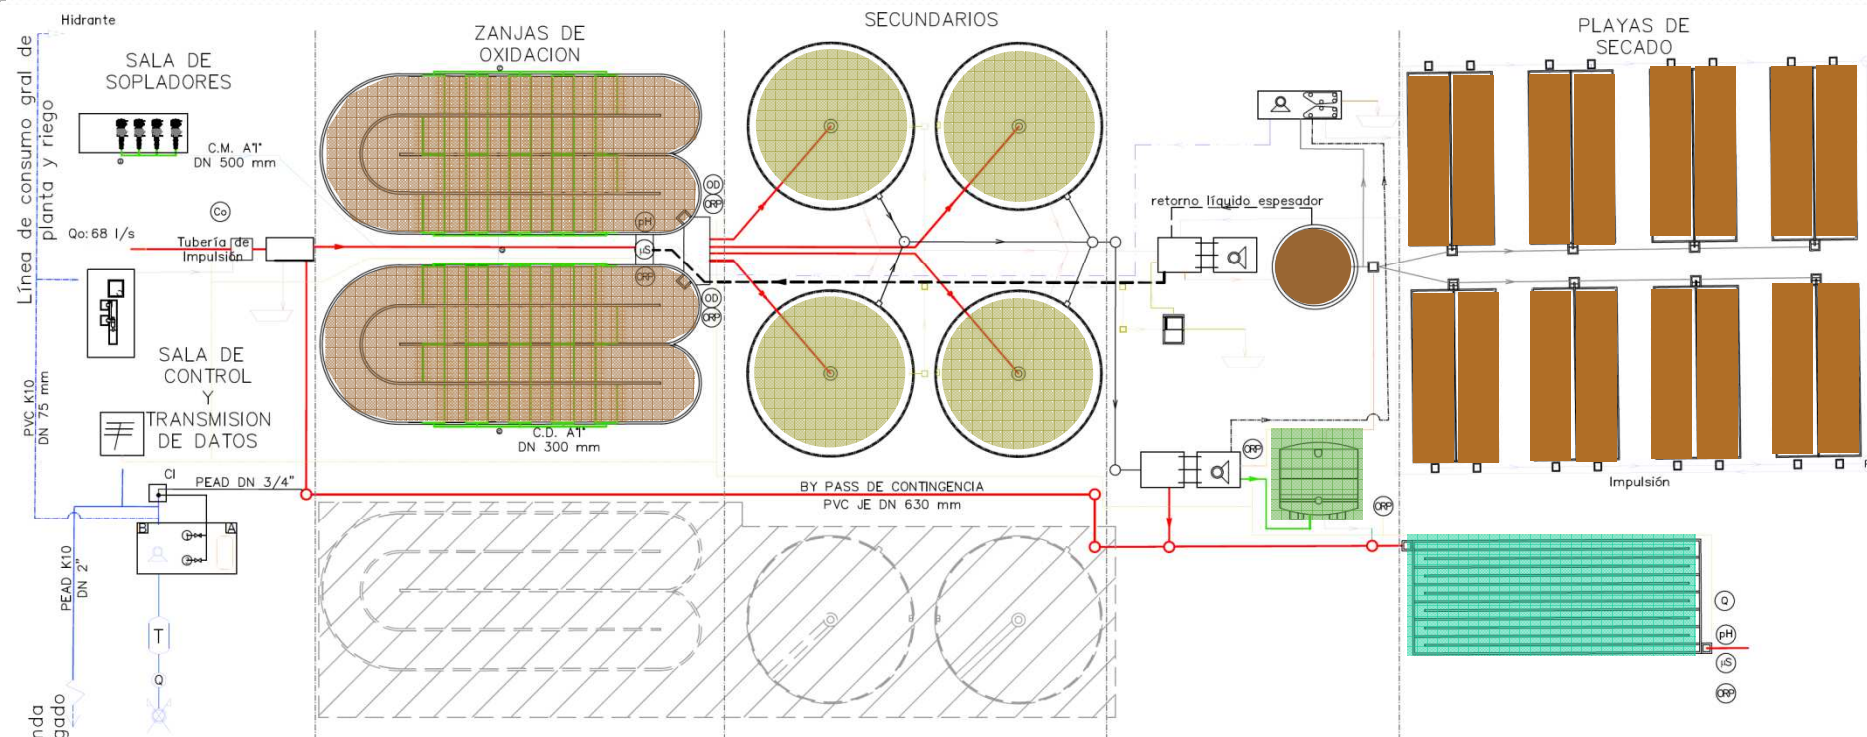 Hidrante
Línea de consumo gral de
planta y riego
SALA DE
SOPLADORES
ZANJAS DE
OXIDACION
SECUNDARIOS
PLAYAS DE
SECADO
C.M. A°I°
DN 500 mm
Co
Qo: 68 l/s
Tubería de
Impulsión
pH
µS
ORP
OD
ORP
OD
ORP
retorno líquido espesador
PVC K10
DN 75 mm
SALA DE
CONTROL
Y
TRANSMISION
DE DATOS
C.D. A°I°
DN 300 mm
CI
PEAD DN 3/4"
BY PASS DE CONTINGENCIA
PVC JE DN 630 mm
ORP
ORP
Impulsión
B
A
PEAD K10
DN 2"
T
Q
Q
pH
µS
ORP